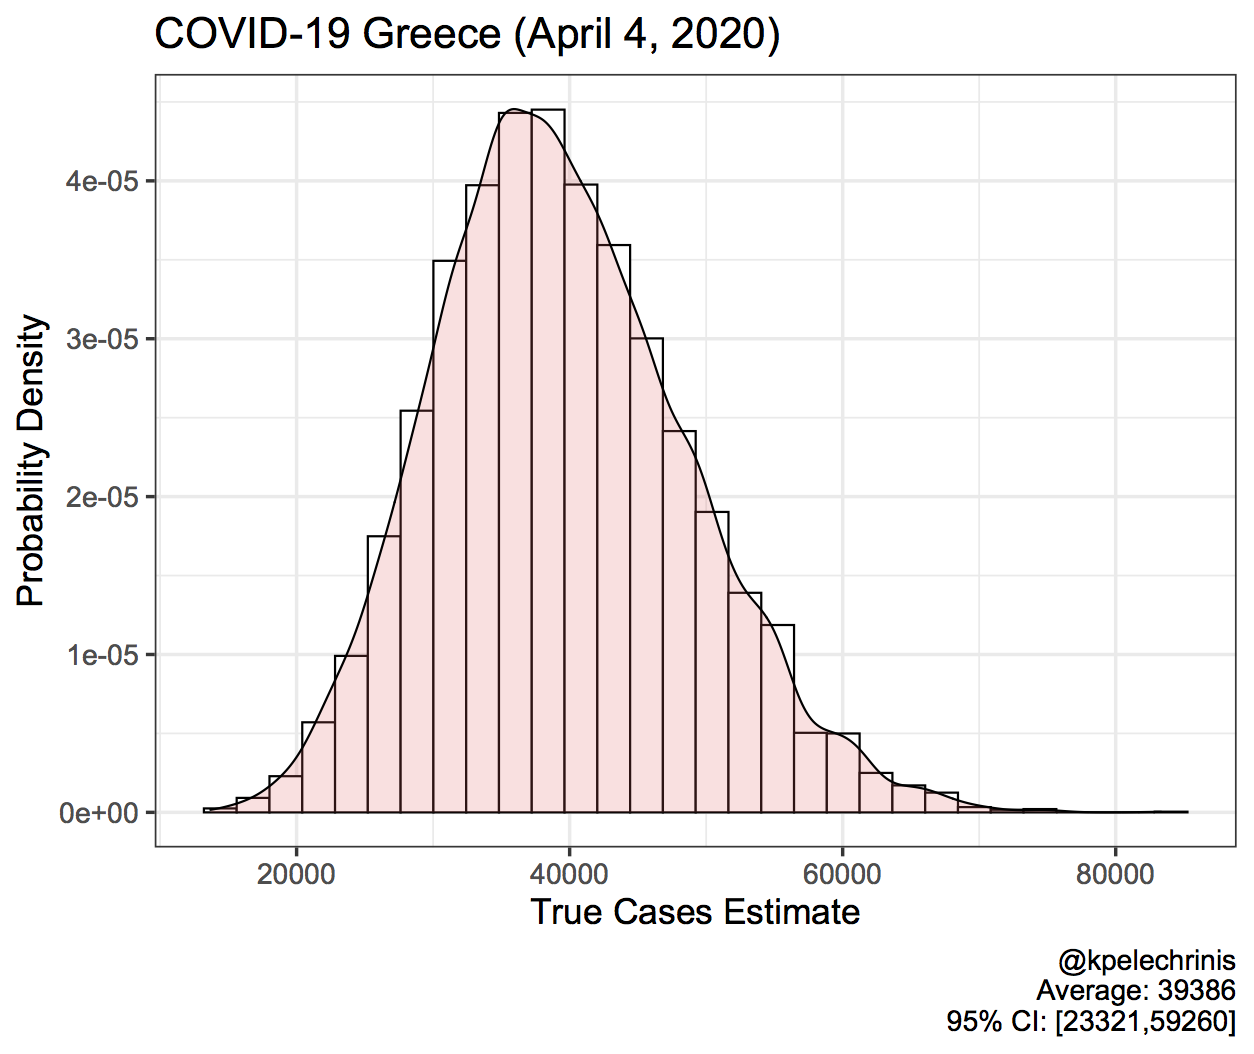 COVID-19 Greece (April 4, 2020)
Probability Density
4e-05
3e-05
2e-05
1e-05
0e+00
20000
40000
60000
80000
True Cases Estimate
@kpelechrinis
Average: 39386
95% CI: [23321,59260]